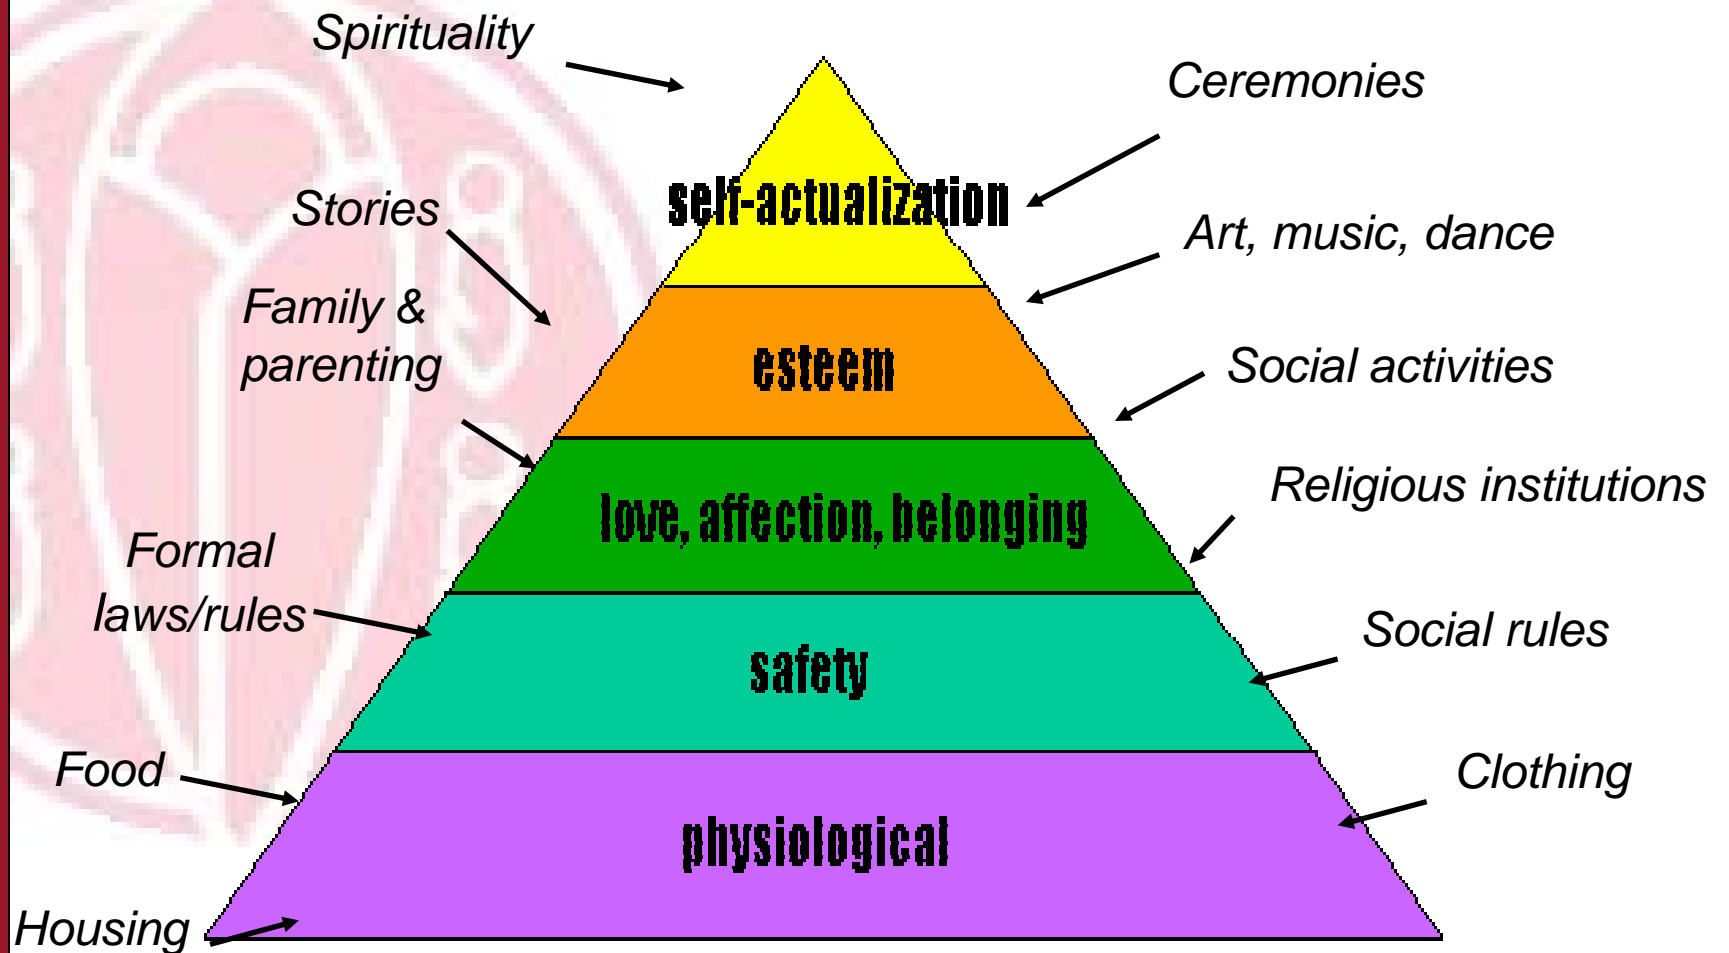 Spirituality
Ceremonies
self-actualization
Stories
Art, music, dance
Family &
parenting
esteem
Social activities
Religious institutions
love, affection, belonging
Formal
laws/rules
Social rules
safety
Food
Clothing
physiological
Housing